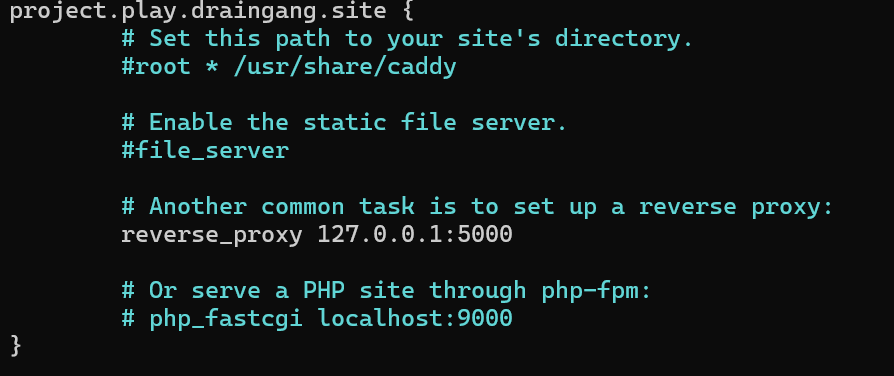 project.play.draingang.site {
# Set this path to your site's directory.
#root * /usr/share/caddy
# Enable the static file server.
#file_server
# Another common task is to set up a reverse proxy:
reverse_proxy 127.0.0.1:5000
# Or serve a PHP site through php-fpm:
# php_fastcgi localhost:9000
}